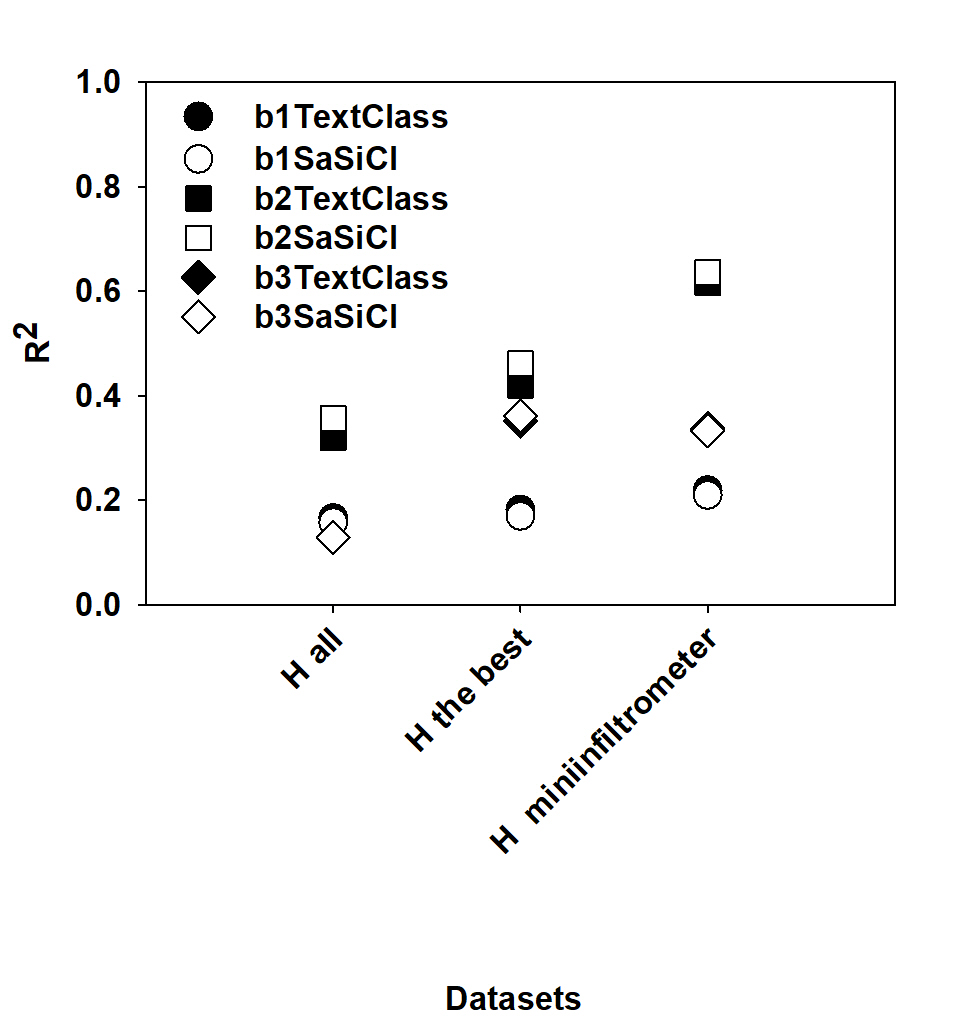 1.0
0.8
0.6
0.4
0.2
0.0
R2
b1TextClass
b1SaSiCl
b2TextClass
b2SaSiCl
b3TextClass
b3SaSiCl
H all
H the best
H miniinfiltrometer
Datasets